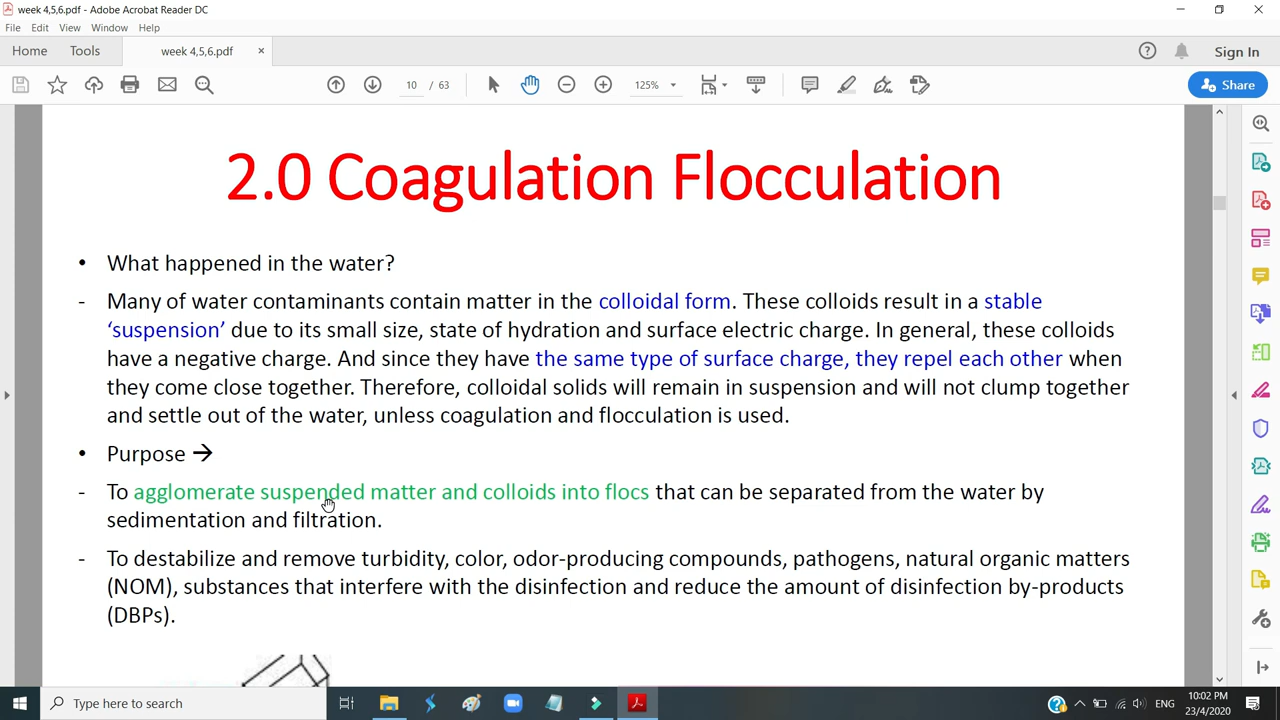 week 4,5,6.pdf - Adobe Acrobat Reader DC
File Edit View Window Help
Home Tools week 4,5,6.pdf × Sign In
10 / 63 125% Share
2.0 Coagulation Flocculation
• What happened in the water?
- Many of water contaminants contain matter in the colloidal form. These colloids result in a stable
‘suspension’ due to its small size, state of hydration and surface electric charge. In general, these colloids
have a negative charge. And since they have the same type of surface charge, they repel each other when
they come close together. Therefore, colloidal solids will remain in suspension and will not clump together
and settle out of the water, unless coagulation and flocculation is used.
• Purpose →
- To agglomerate suspended matter and colloids into flocs that can be separated from the water by
sedimentation and filtration.
- To destabilize and remove turbidity, color, odor-producing compounds, pathogens, natural organic matters
(NOM), substances that interfere with the disinfection and reduce the amount of disinfection by-products
(DBPs).
Type here to search
ENG
10:02 PM
23/4/2020